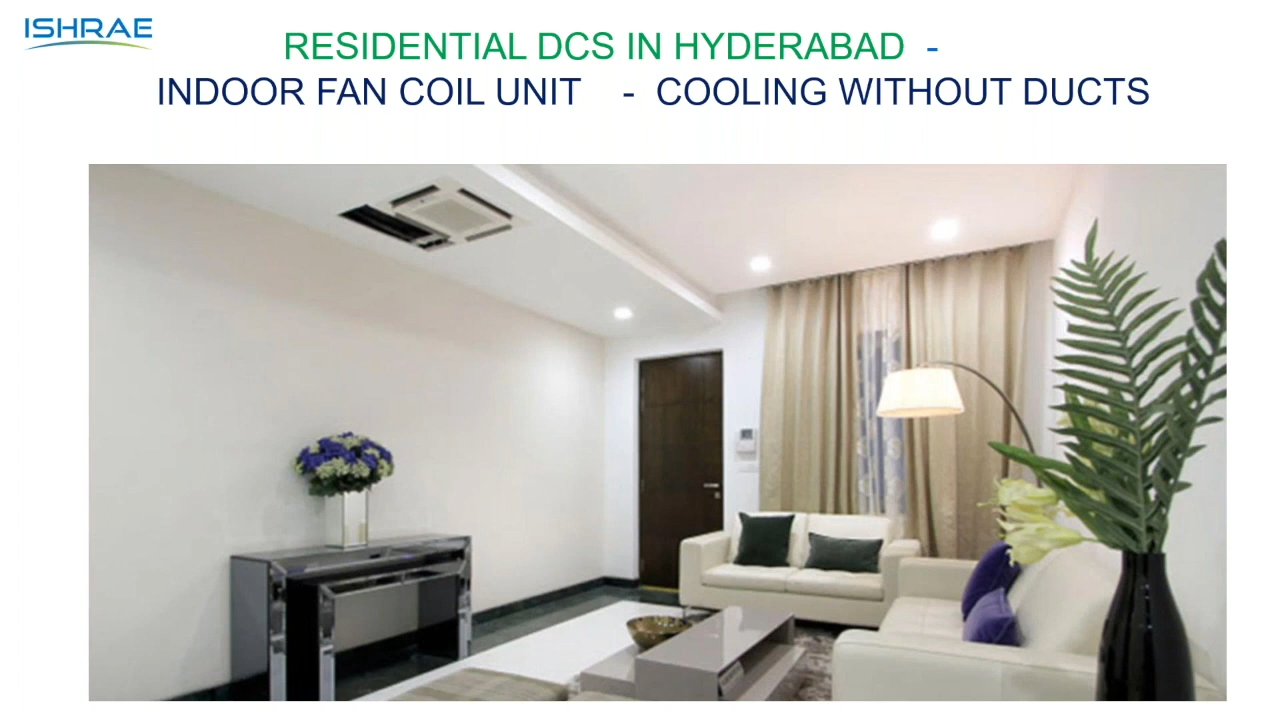 ISHRAE
RESIDENTIAL DCS IN HYDERABAD -
INDOOR FAN COIL UNIT - COOLING WITHOUT DUCTS